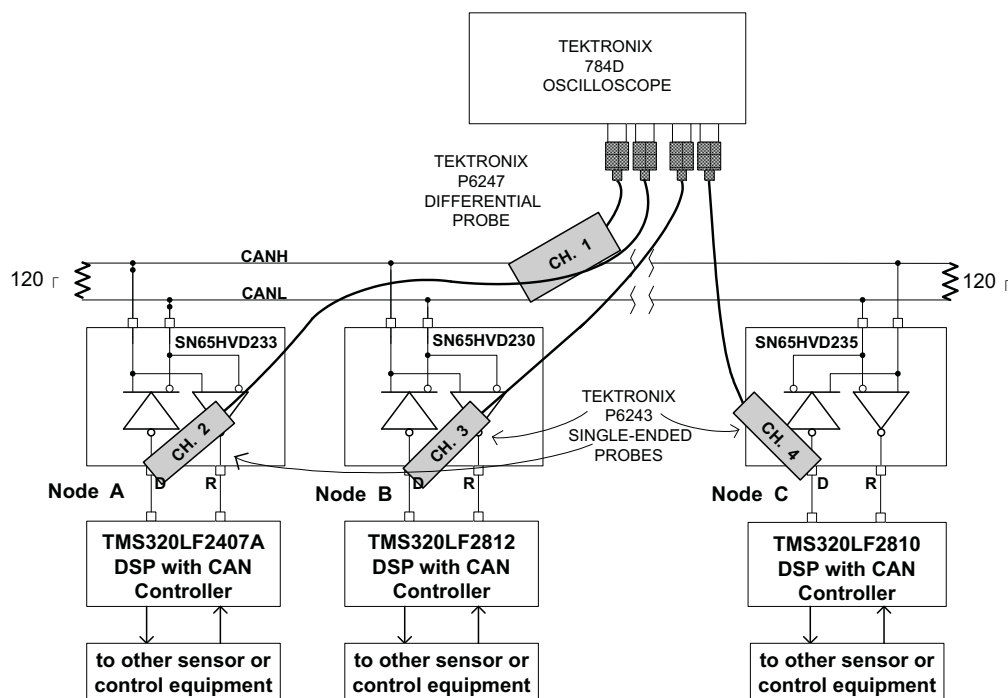 TEKTRONIX
784D
OSCILLOSCOPE
TEKTRONIX
P6247
DIFFERENTIAL
PROBE
CH. 1
CANH
120 ┌
120 ┌
CANL
SN65HVD233
SN65HVD230
SN65HVD235
TEKTRONIX
P6243
SINGLE-ENDED
PROBES
CH. 2
CH. 3
CH. 4
Node A
D
R
Node B
D
R
Node C
D
R
TMS320LF2407A
DSP with CAN
Controller
TMS320LF2812
DSP with CAN
Controller
TMS320LF2810
DSP with CAN
Controller
to other sensor or
control equipment
to other sensor or
control equipment
to other sensor or
control equipment